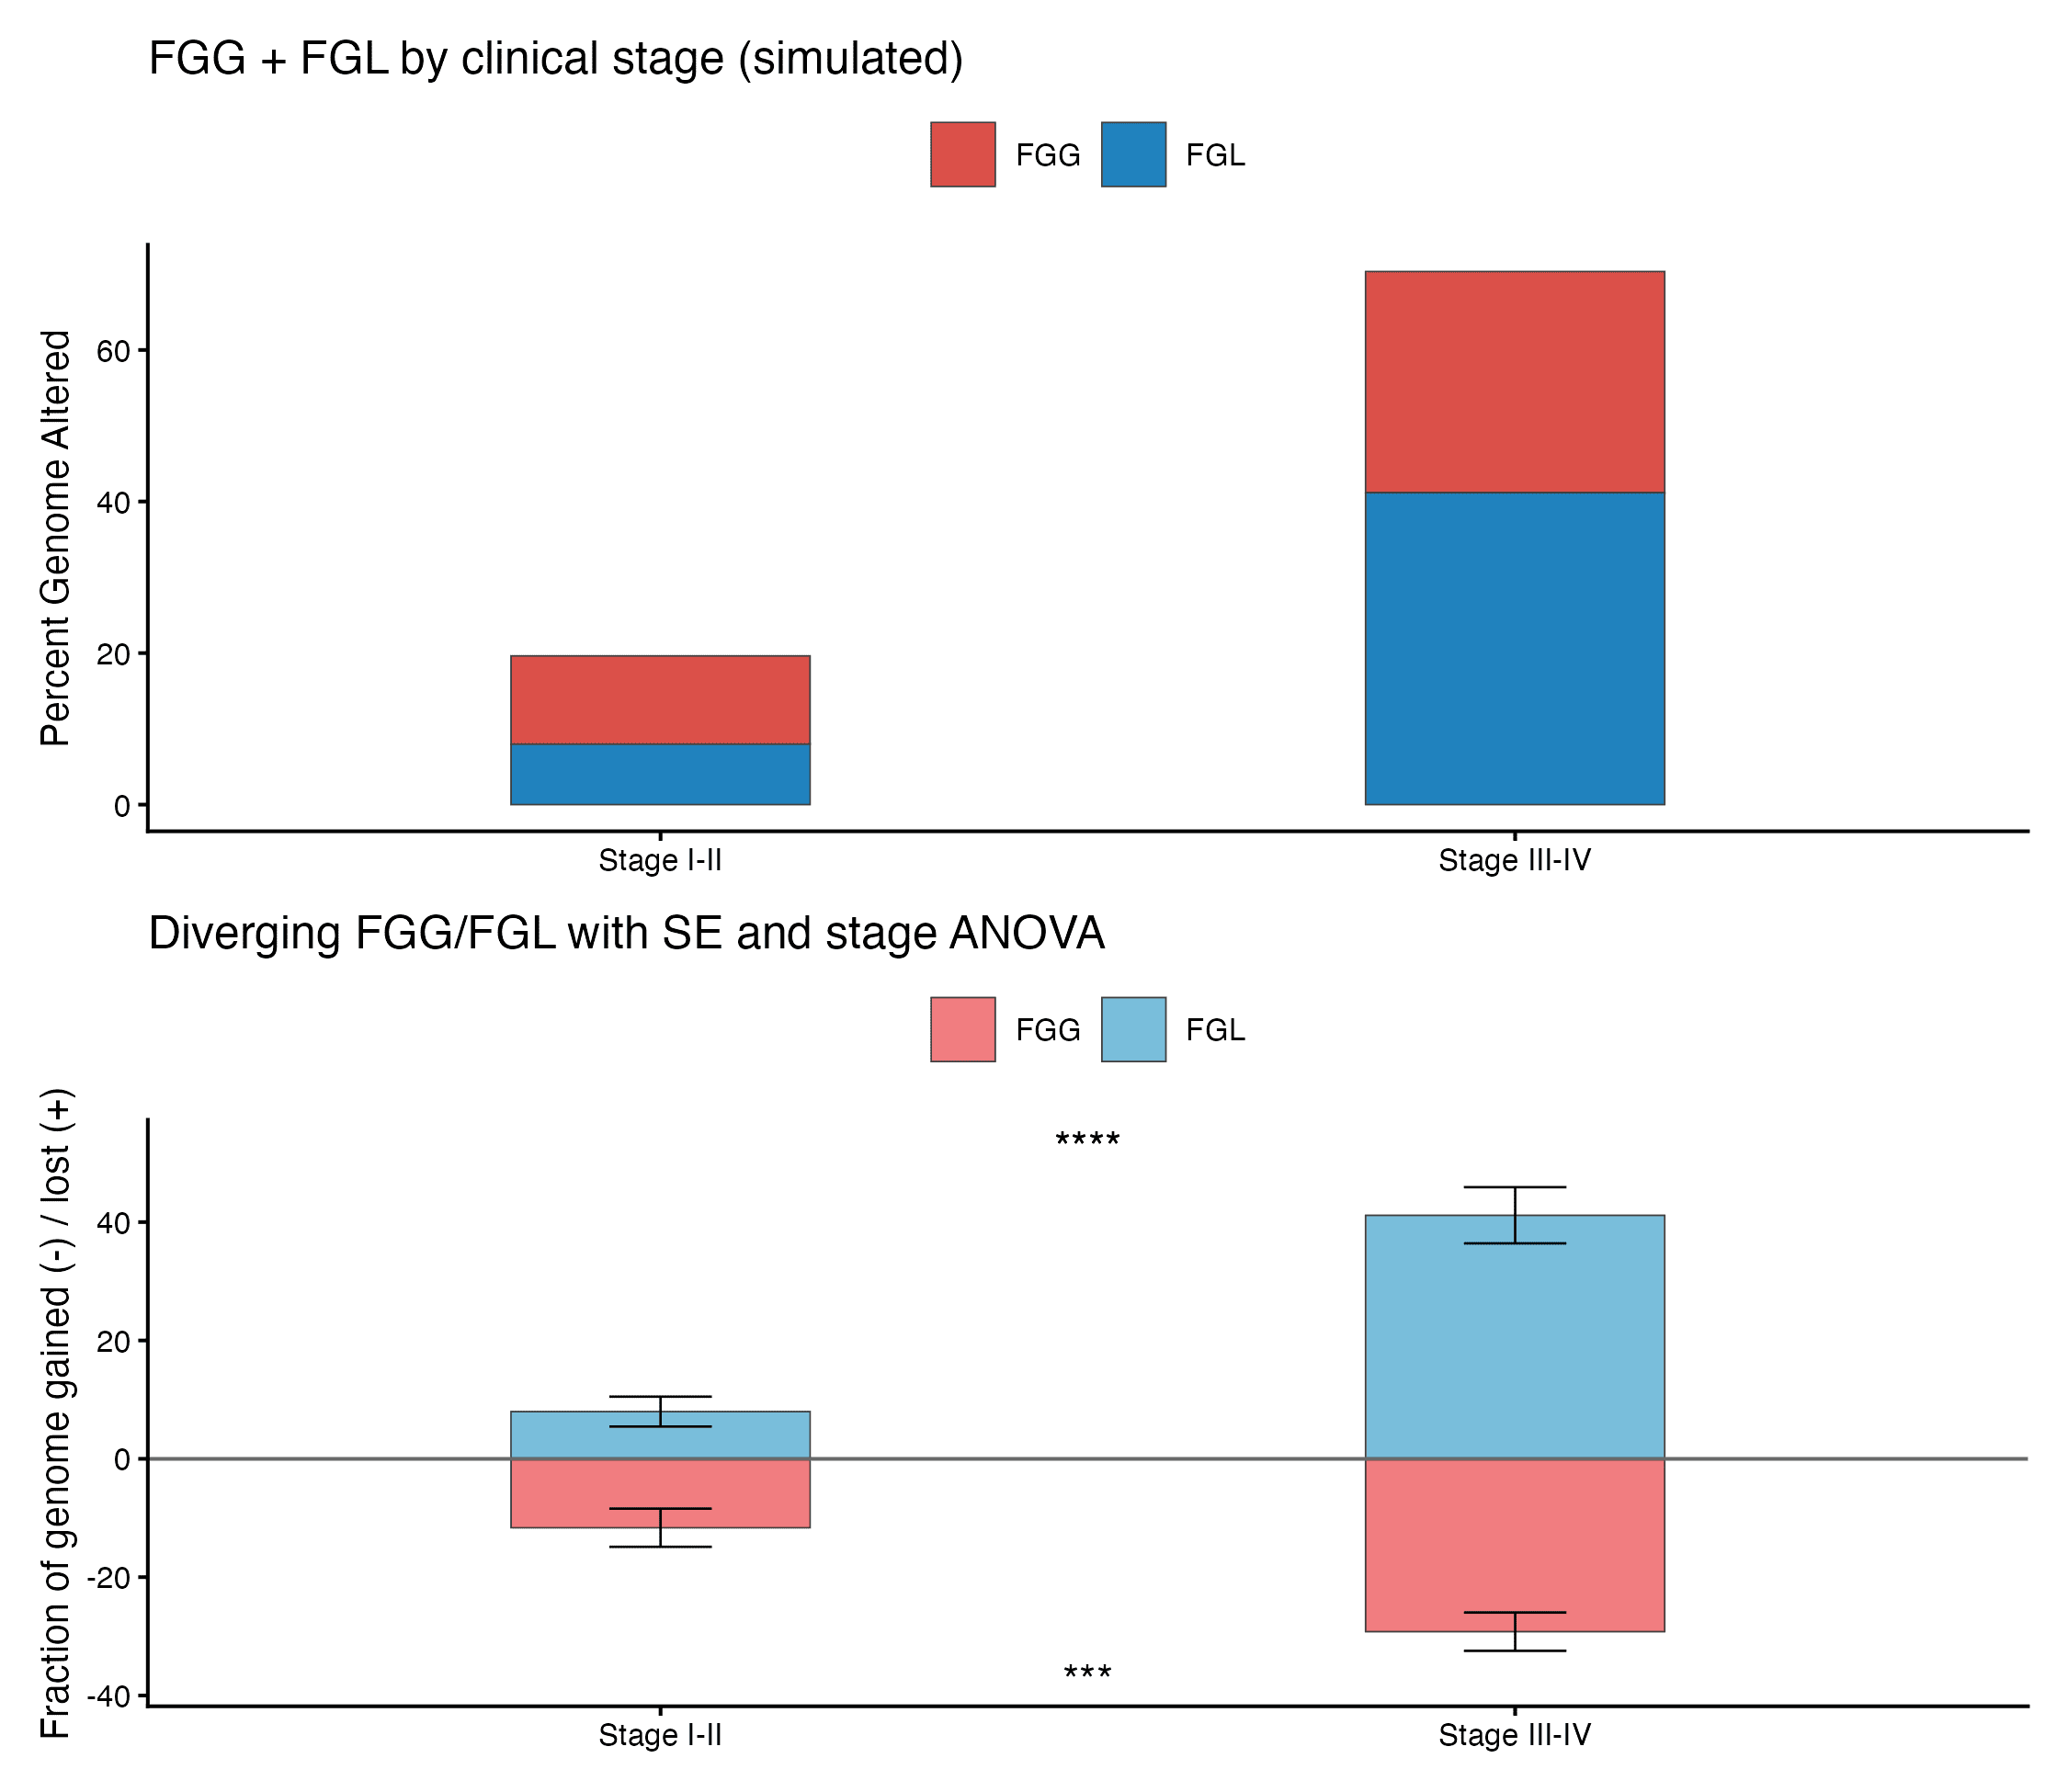 FGG + FGL by clinical stage (simulated)
FGG FGL
Percent Genome Altered
60
40
20
0
Stage I-II Stage III-IV
Diverging FGG/FGL with SE and stage ANOVA
FGG FGL
Fraction of genome gained (-) / lost (+)
****
40
20
0
-20
***
-40
Stage I-II Stage III-IV